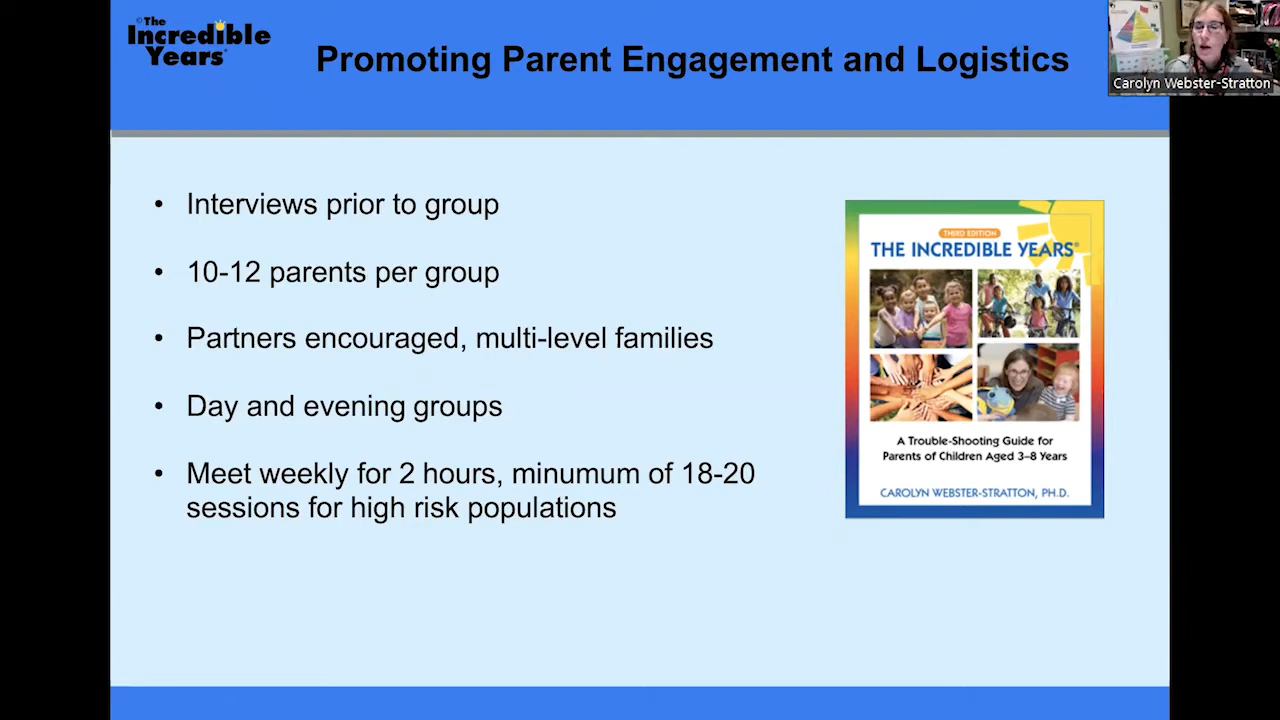 ©The
Incredible
Years®
Promoting Parent Engagement and Logistics
Carolyn Webster-Stratton
• Interviews prior to group
• 10-12 parents per group
• Partners encouraged, multi-level families
• Day and evening groups
• Meet weekly for 2 hours, minumum of 18-20
sessions for high risk populations
THIRD EDITION
THE INCREDIBLE YEARS®
A Trouble-Shooting Guide for
Parents of Children Aged 3–8 Years
CAROLYN WEBSTER-STRATTON, PH.D.